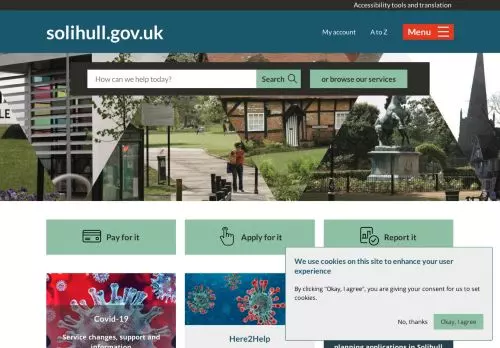 Accessibility tools and translation
solihull.gov.uk
My account
A to Z
Menu
How can we help today?
Search
or browse our services
LE
Pay for it
Apply for it
Report it
We use cookies on this site to enhance your user
experience
By clicking "Okay, I agree", you are giving your consent for us to set
cookies.
No, thanks
Okay, I agree
Covid-19
Service changes, support and
information
Here2Help
planning applications in Solihull